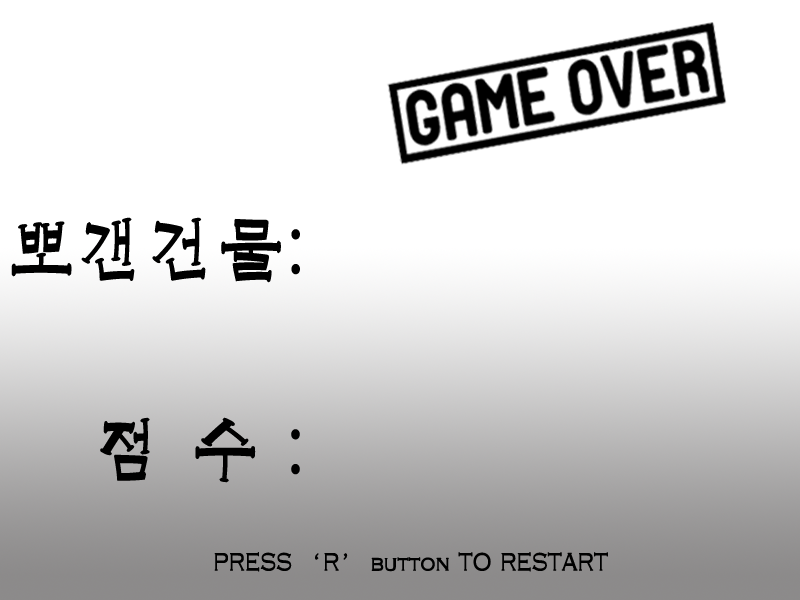 GAME OVER
뽀갠건물:
점 수 :
PRESS ‘R’ BUTTON TO RESTART